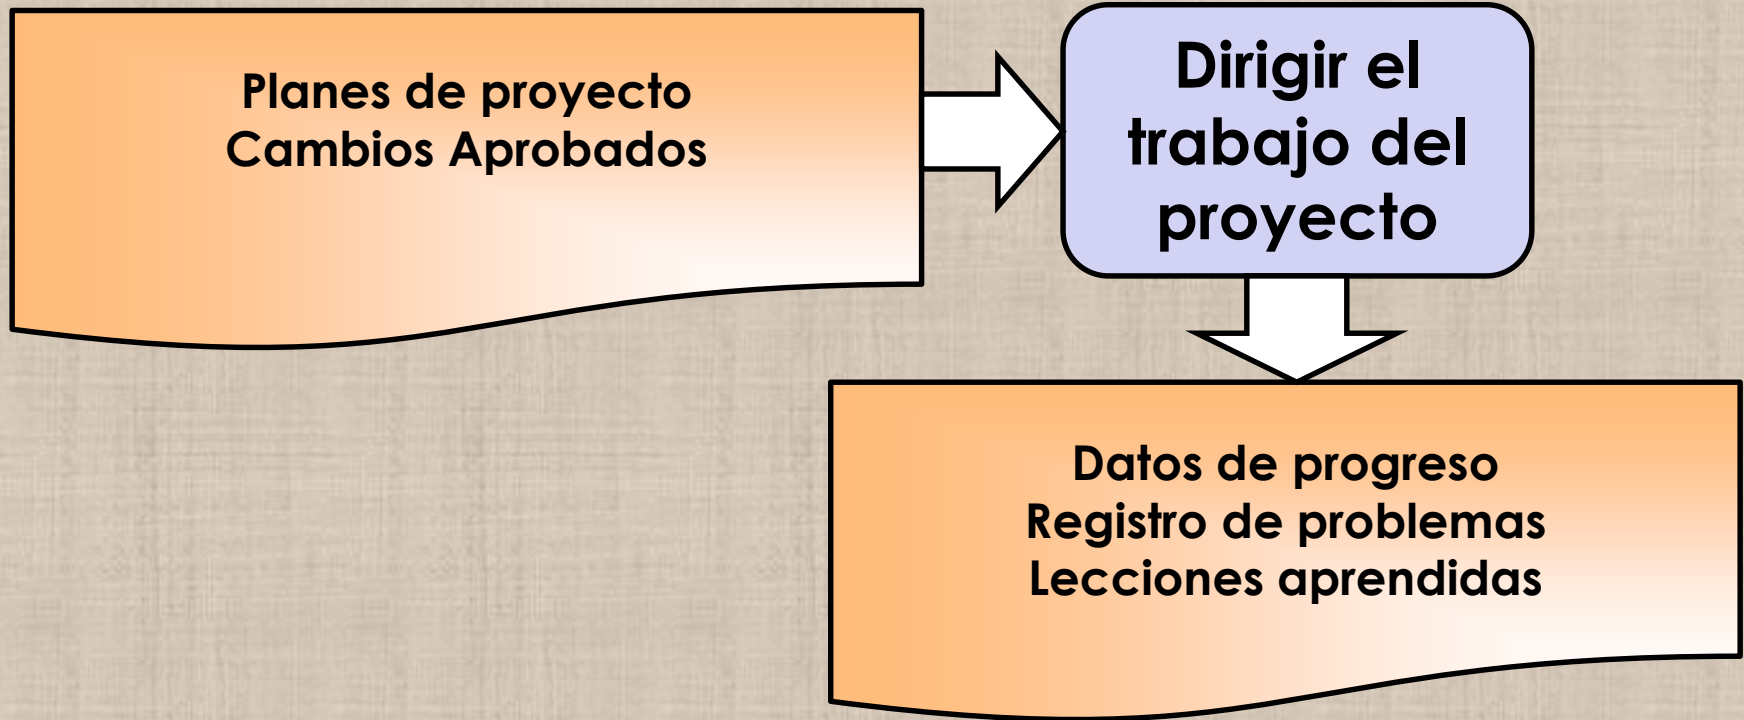 Planes de proyecto
Cambios Aprobados
Dirigir el
trabajo del
proyecto
Datos de progreso
Registro de problemas
Lecciones aprendidas